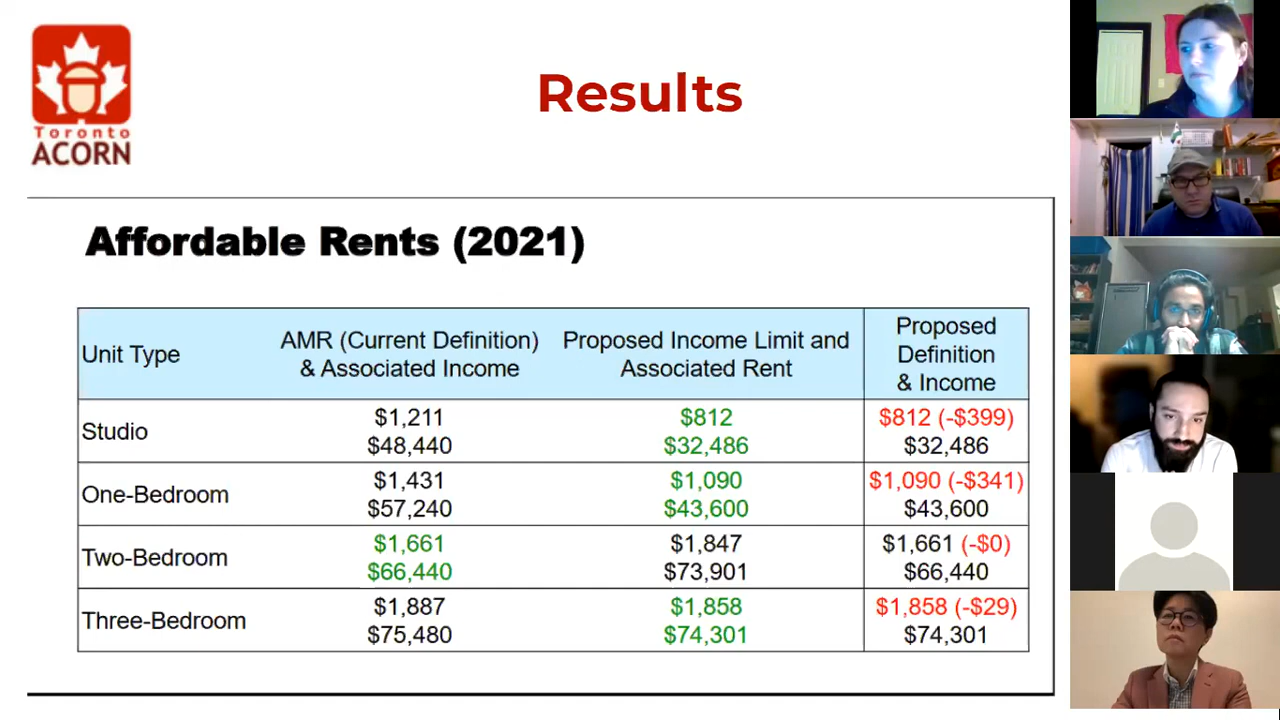 Toronto
ACORN
Results
Affordable Rents (2021)
Unit Type
AMR (Current Definition)
& Associated Income
Proposed Income Limit and
Associated Rent
Proposed
Definition
& Income
Studio
$1,211
$48,440
$812
$32,486
$812 (-$399)
$32,486
One-Bedroom
$1,431
$57,240
$1,090
$43,600
$1,090 (-$341)
$43,600
Two-Bedroom
$1,661
$66,440
$1,847
$73,901
$1,661 (-$0)
$66,440
Three-Bedroom
$1,887
$75,480
$1,858
$74,301
$1,858 (-$29)
$74,301